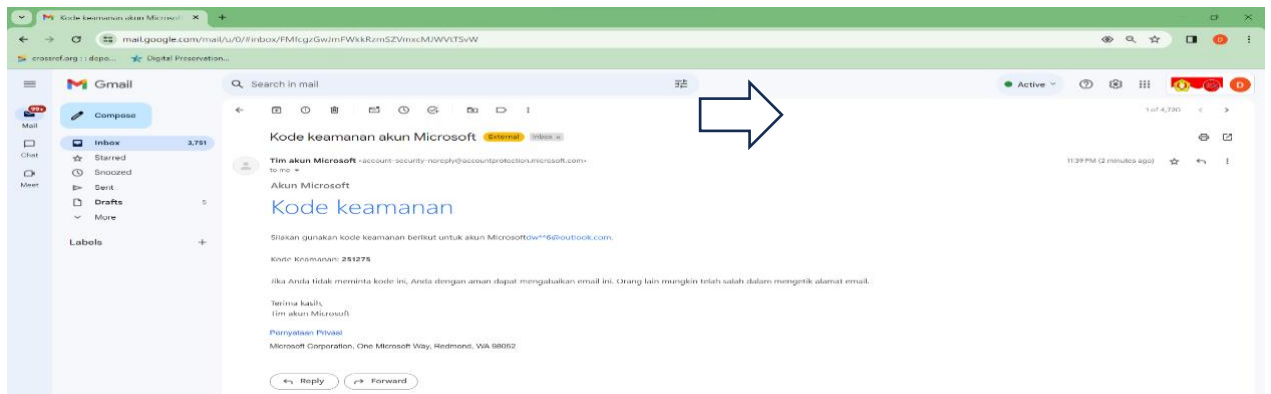 Kode keamanan akun Microsof
mail.google.com/mail/u/0/#inbox/FMfcgzGwJmFWkkRzmSZVmxcMJWVtTSvW
crossref.org :: depo... Digital Preservation...
Gmail
Search in mail
Active
99+
Mail
Chat
Meet
Compose
Inbox 3,751
Starred
Snoozed
Sent
Drafts 5
More
Labels +
1 of 4,720
Kode keamanan akun Microsoft External Inbox x
Tim akun Microsoft <account-security-noreply@accountprotection.microsoft.com>
to me
11:39 PM (2 minutes ago)
Akun Microsoft
Kode keamanan
Silakan gunakan kode keamanan berikut untuk akun Microsoftdw**6@outlook.com.
Kode Keamanan: 251275
Jika Anda tidak meminta kode ini, Anda dengan aman dapat mengabaikan email ini. Orang lain mungkin telah salah dalam mengetik alamat email.
Terima kasih,
Tim akun Microsoft
Pernyataan Privasi
Microsoft Corporation, One Microsoft Way, Redmond, WA 98052
Reply Forward